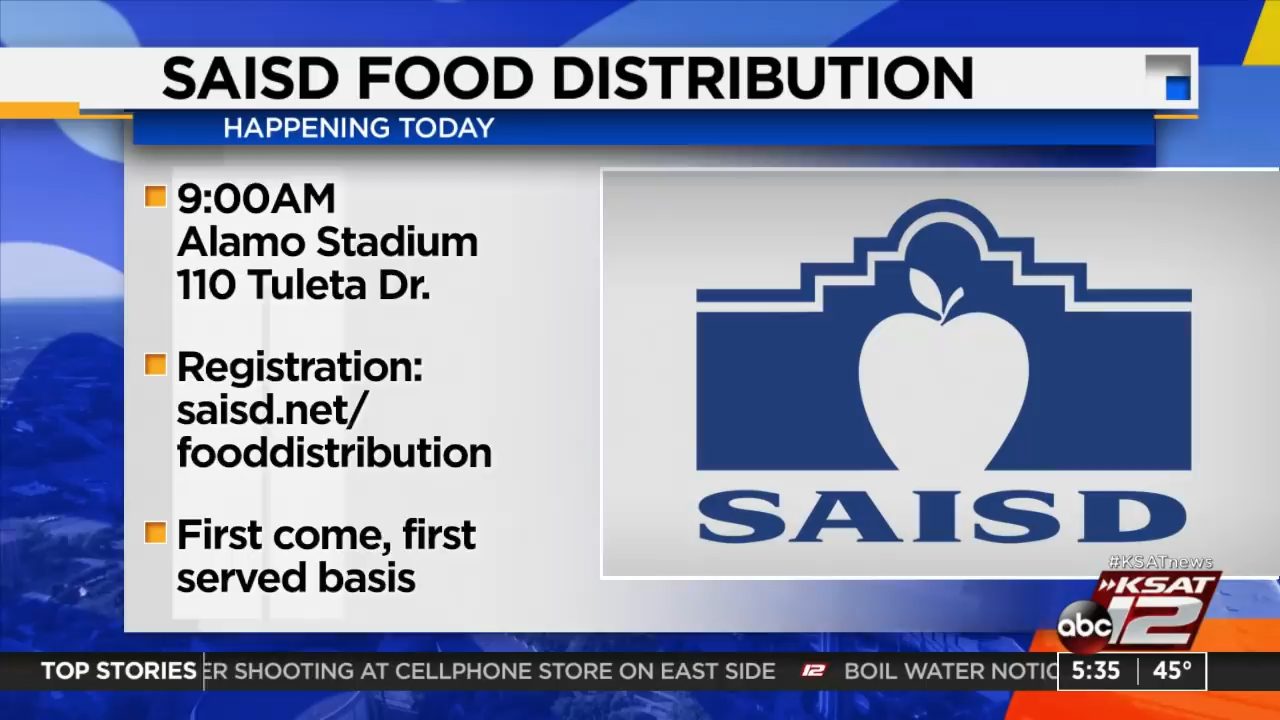 SAISD FOOD DISTRIBUTION
HAPPENING TODAY
9:00AM
Alamo Stadium
110 Tuleta Dr.
Registration:
saisd.net/
fooddistribution
First come, first
served basis
SAISD
#KSATnews
KSAT
abc 12
TOP STORIES SHOOTING AT CELLPHONE STORE ON EAST SIDE 12 BOIL WATER 5:35 45°